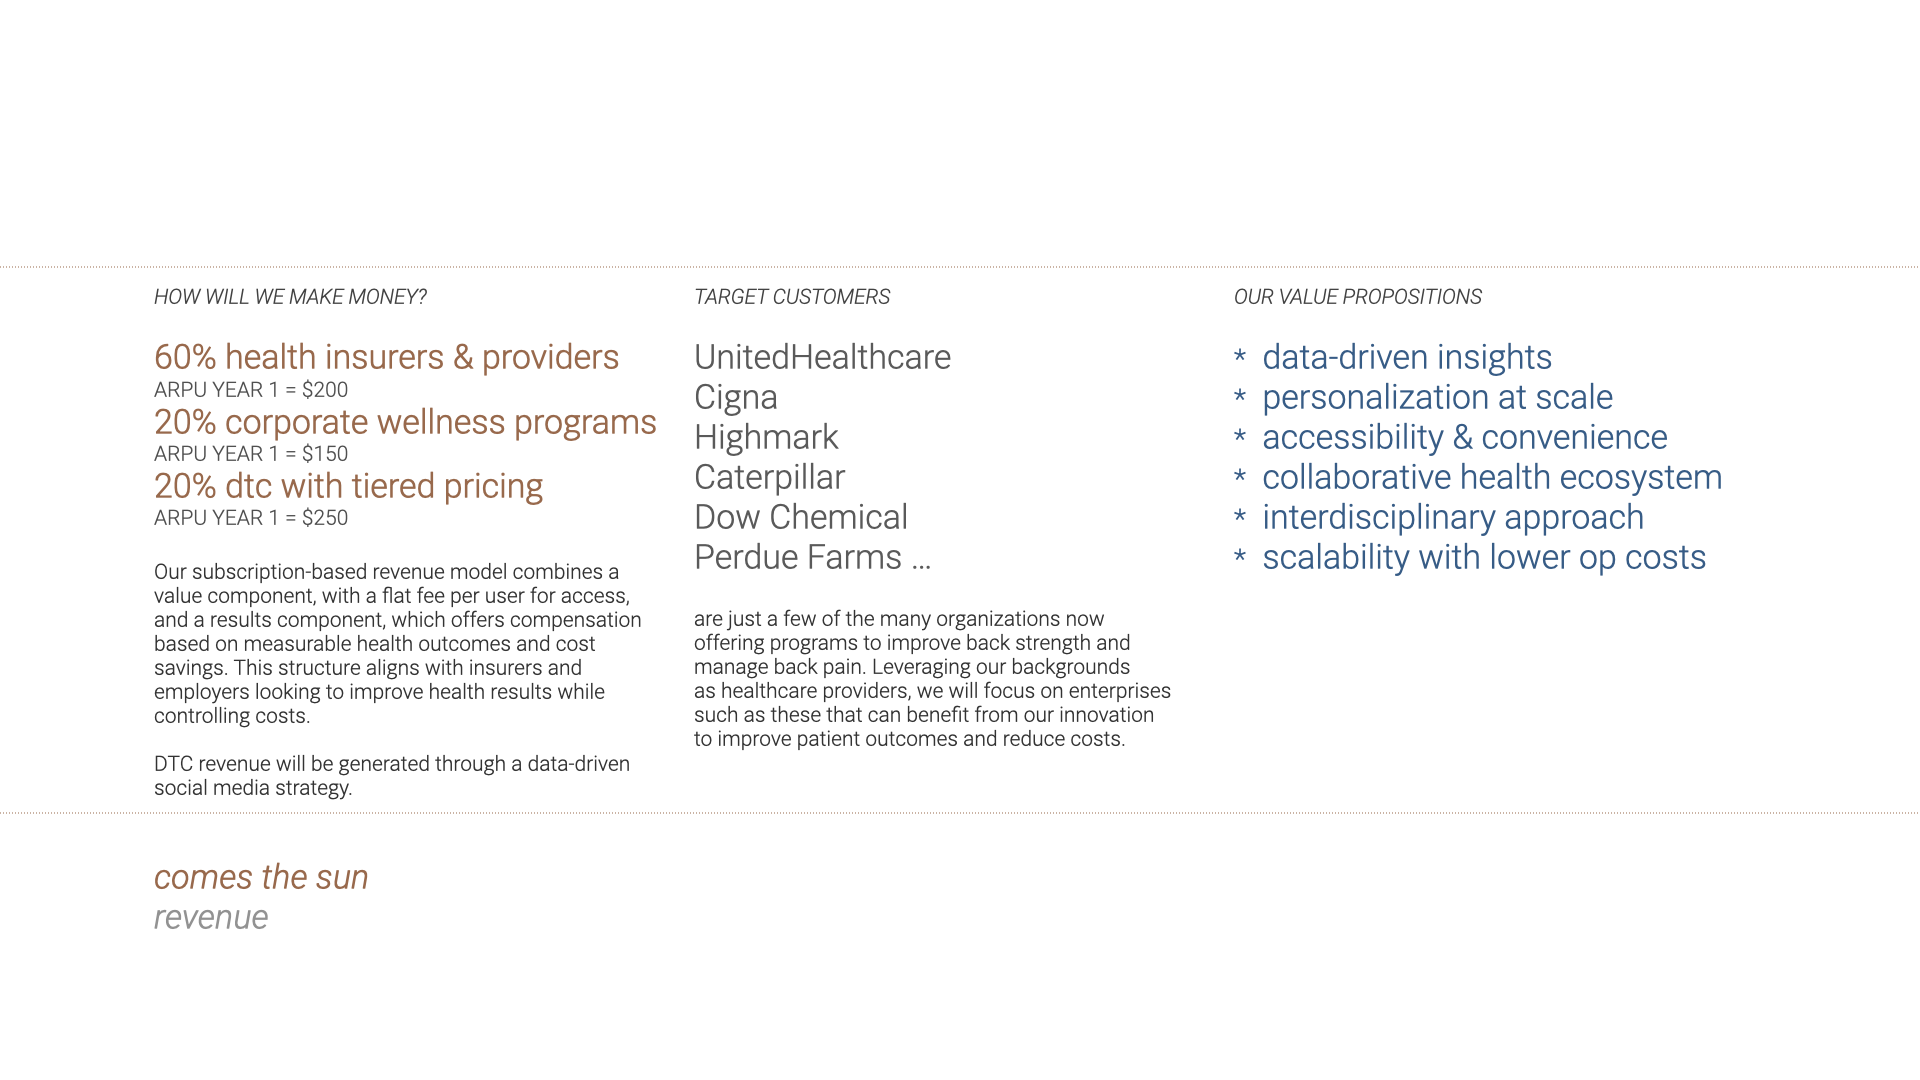 HOW WILL WE MAKE MONEY?
60% health insurers & providers
ARPU YEAR 1 = $200
20% corporate wellness programs
ARPU YEAR 1 = $150
20% dtc with tiered pricing
ARPU YEAR 1 = $250
Our subscription-based revenue model combines a
value component, with a flat fee per user for access,
and a results component, which offers compensation
based on measurable health outcomes and cost
savings. This structure aligns with insurers and
employers looking to improve health results while
controlling costs.
DTC revenue will be generated through a data-driven
social media strategy.
TARGET CUSTOMERS
UnitedHealthcare
Cigna
Highmark
Caterpillar
Dow Chemical
Perdue Farms ...
are just a few of the many organizations now
offering programs to improve back strength and
manage back pain. Leveraging our backgrounds
as healthcare providers, we will focus on enterprises
such as these that can benefit from our innovation
to improve patient outcomes and reduce costs.
OUR VALUE PROPOSITIONS
* data-driven insights
* personalization at scale
* accessibility & convenience
* collaborative health ecosystem
* interdisciplinary approach
* scalability with lower op costs
comes the sun
revenue